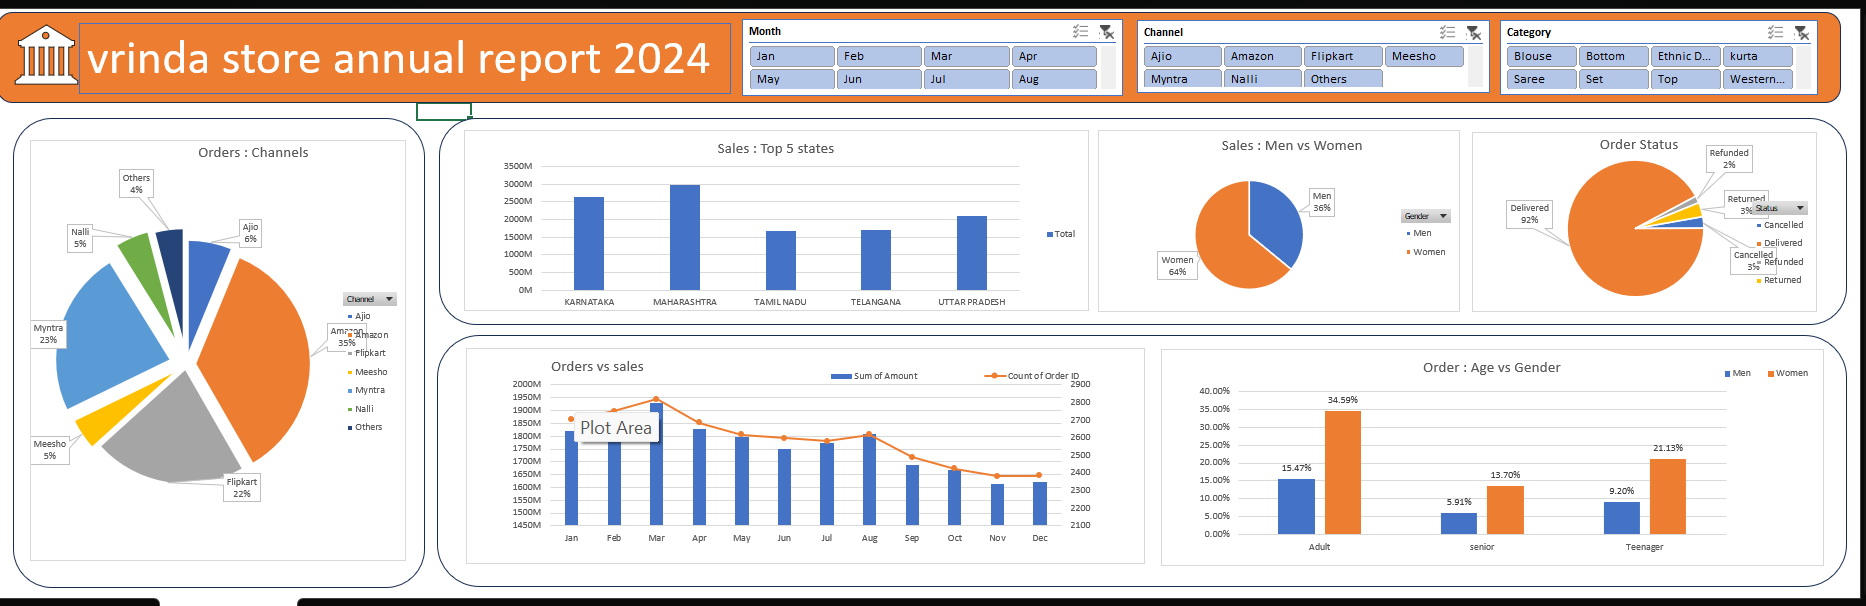 vrinda store annual report 2024
Month
Jan Feb Mar Apr
May Jun Jul Aug
Channel
Ajio Amazon Flipkart Meesho
Myntra Nalli Others
Category
Blouse Bottom Ethnic D... kurta
Saree Set Top Western...
Orders : Channels
Others
4%
Nalli
5%
Ajio
6%
Myntra
23%
Amazon
35%
Meesho
5%
Flipkart
22%
Channel
Ajio
Amazon
Flipkart
Meesho
Myntra
Nalli
Others
Sales : Top 5 states
3500M
3000M
2500M
2000M
1500M
1000M
500M
0M
KARNATAKA MAHARASHTRA TAMIL NADU TELANGANA UTTAR PRADESH
Total
Sales : Men vs Women
Men
36%
Women
64%
Gender
Men
Women
Order Status
Refunded
2%
Delivered
92%
Returned
3%
Cancelled
3%
Status
Cancelled
Delivered
Refunded
Returned
Orders vs sales
Sum of Amount Count of Order ID
2000M
1950M
1900M
1850M
1800M
1750M
1700M
1650M
1600M
1550M
1500M
1450M
2900
2800
2700
2600
2500
2400
2300
2200
2100
Plot Area
Jan Feb Mar Apr May Jun Jul Aug Sep Oct Nov Dec
Order : Age vs Gender
Men Women
40.00%
35.00%
30.00%
25.00%
20.00%
15.00%
10.00%
5.00%
0.00%
15.47% 34.59%
5.91% 13.70%
9.20% 21.13%
Adult senior Teenager